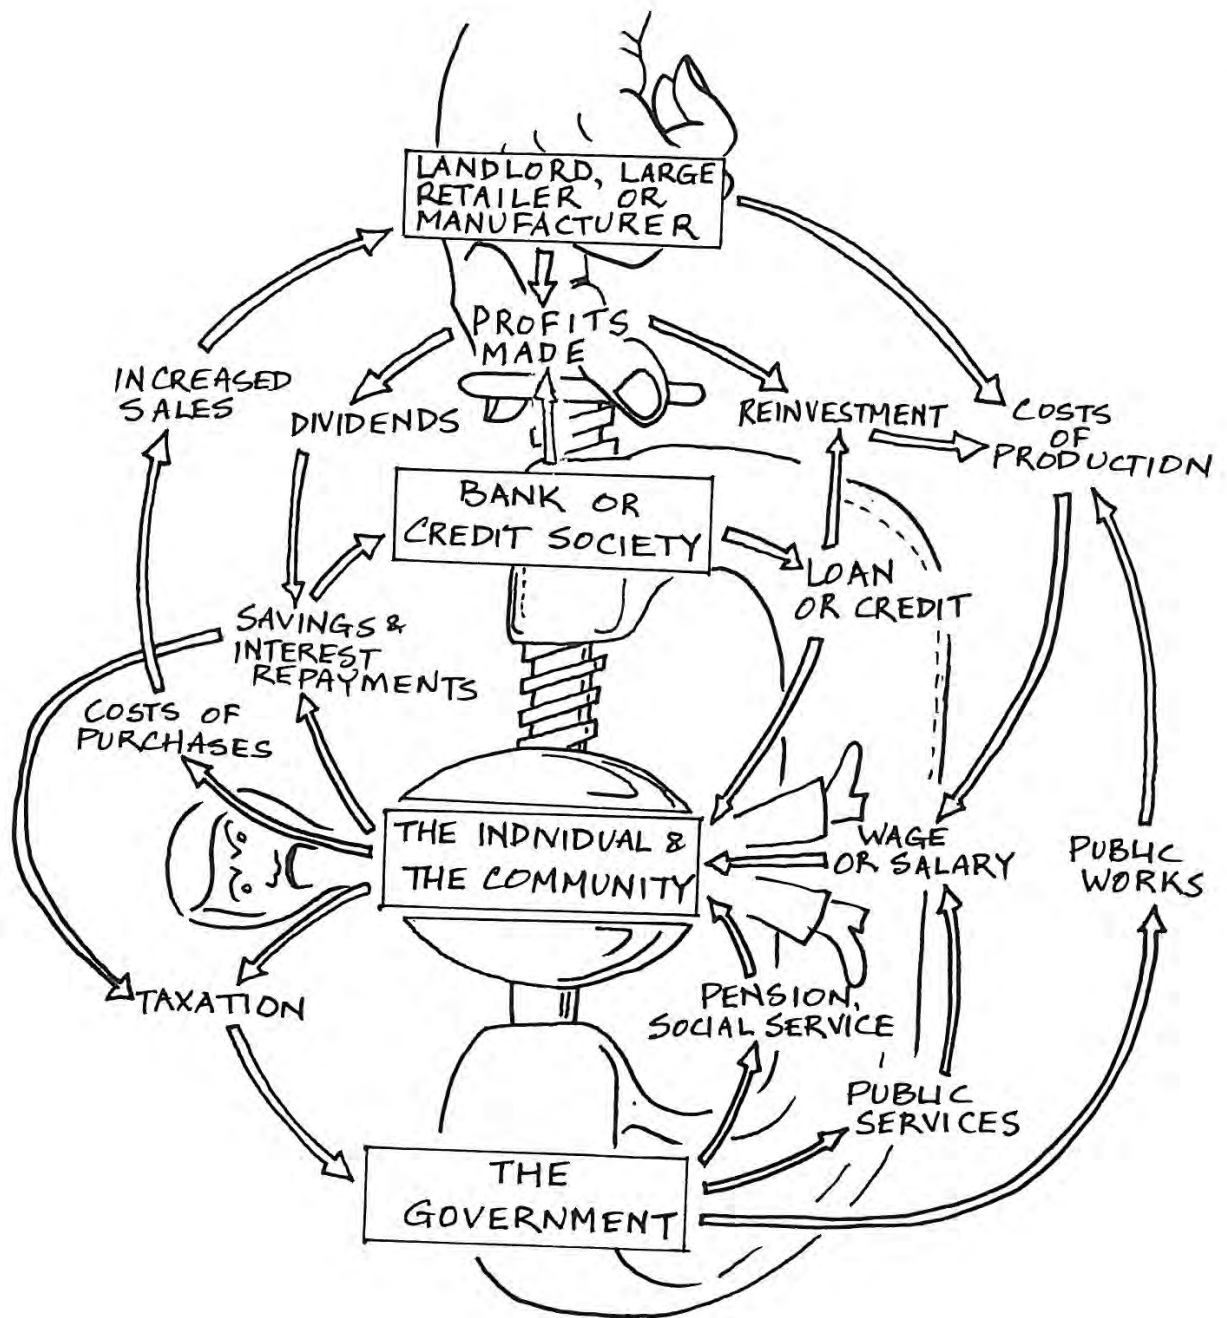 LANDLORD, LARGE
RETAILER OR
MANUFACTURER
PROFITS
MADE
INCREASED
SALES
DIVIDENDS
REINVESTMENT
COSTS
OF
PRODUCTION
BANK OR
CREDIT SOCIETY
LOAN
OR CREDIT
SAVINGS &
INTEREST
REPAYMENTS
COSTS OF
PURCHASES
THE INDNIDUAL &
THE COMMUNITY
WAGE
OR SALARY
PUBLIC
WORKS
TAXATION
PENSION,
SOCIAL SERVICE
PUBLIC
SERVICES
THE
GOVERNMENT